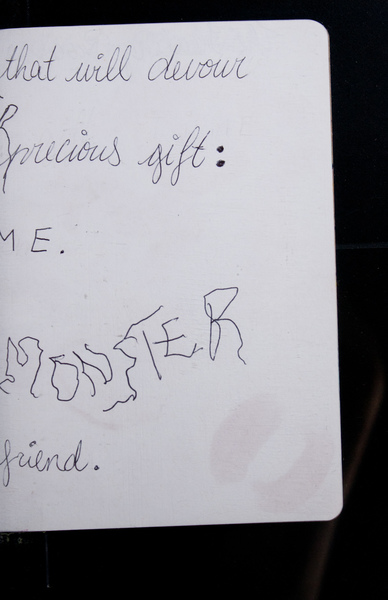 that will devour
precious gift:
ME.
MONSTER
friend.